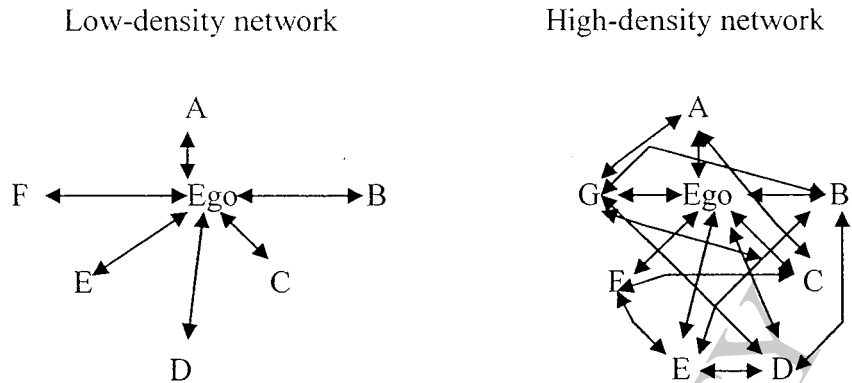 Low-density network High-density network
A A
F Ego B G Ego B
E C F C
D E D